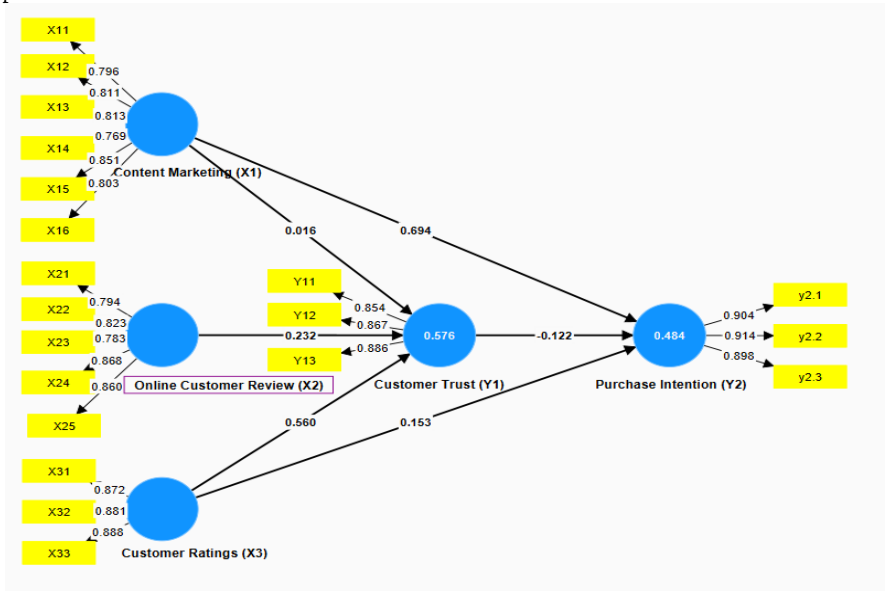 X11
0.796
X12
0.811
X13
0.813
X14
0.769
X15
0.851
X16
0.803
Content Marketing (X1)
0.016
0.694
X21
0.794
X22
0.823
X23
0.783
X24
0.868
X25
0.860
Online Customer Review (X2)
0.232
Y11
0.854
Y12
0.867
Y13
0.886
0.576
Customer Trust (Y1)
-0.122
0.484
Purchase Intention (Y2)
0.904
y2.1
0.914
y2.2
0.898
y2.3
0.560
0.153
X31
0.872
X32
0.881
X33
0.888
Customer Ratings (X3)